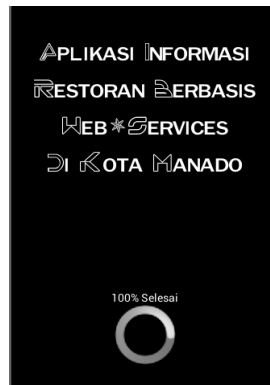 Aplikasi Informasi
Restoran Berbasis
Web*Services
Di Kota Manado
100% Selesai